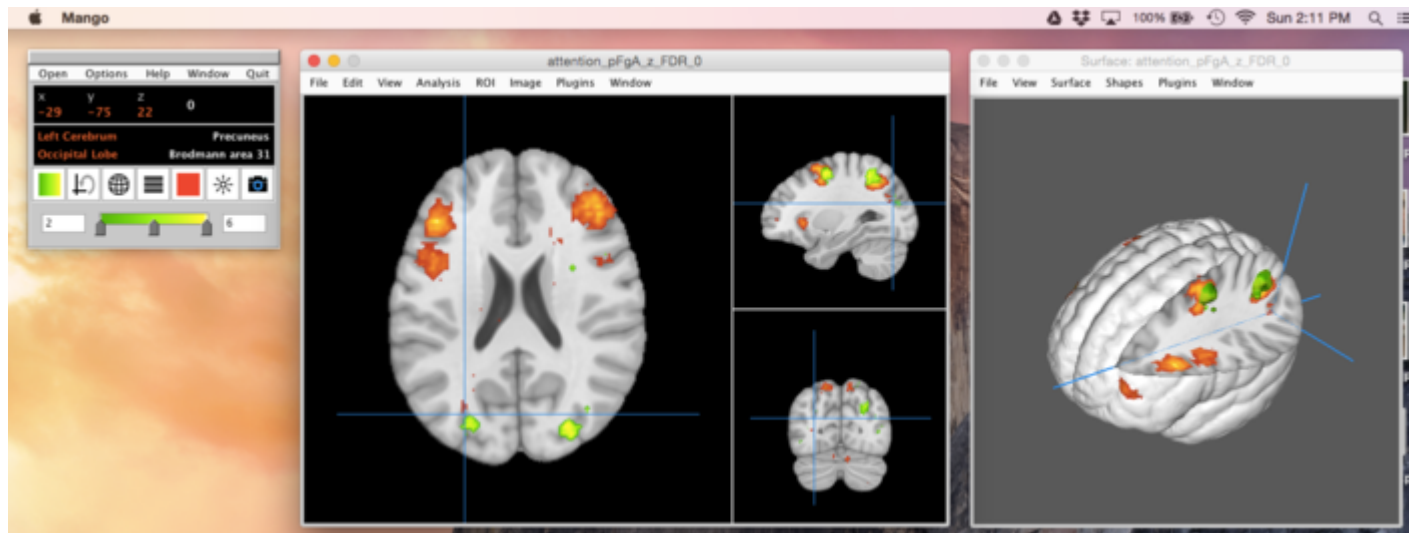 Mango
100%
Sun 2:11 PM
Open Options Help Window Quit
x y z
-29 -75 22 0
Left Cerebrum Precuneus
Occipital Lobe Brodmann area 31
2 6
attention_pFgA_z_FDR_0
File Edit View Analysis ROI Image Plugins Window
Surface: attention_pFgA_z_FDR_0
File View Surface Shapes Plugins Window